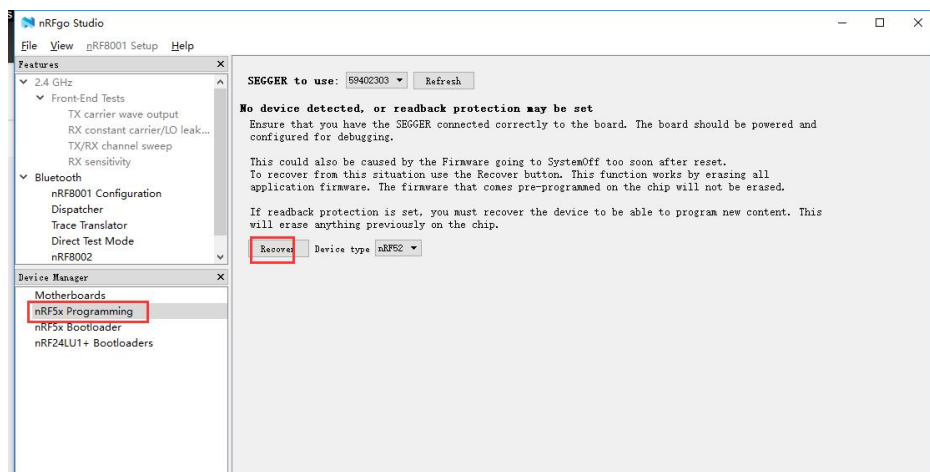 nRFgo Studio
File View nRF8001 Setup Help
Features
2.4 GHz
Front-End Tests
TX carrier wave output
RX constant carrier/LO leak...
TX/RX channel sweep
RX sensitivity
Bluetooth
nRF8001 Configuration
Dispatcher
Trace Translator
Direct Test Mode
nRF8002
Device Manager
Motherboards
nRF5x Programming
nRF5x Bootloader
nRF24LU1+ Bootloaders
SEGGER to use: 59402303 Refresh
No device detected, or readback protection may be set
Ensure that you have the SEGGER connected correctly to the board. The board should be powered and
configured for debugging.
This could also be caused by the Firmware going to SystemOff too soon after reset.
To recover from this situation use the Recover button. This function works by erasing all
application firmware. The firmware that comes pre-programmed on the chip will not be erased.
If readback protection is set, you must recover the device to be able to program new content. This
will erase anything previously on the chip.
Recover Device type nRF52